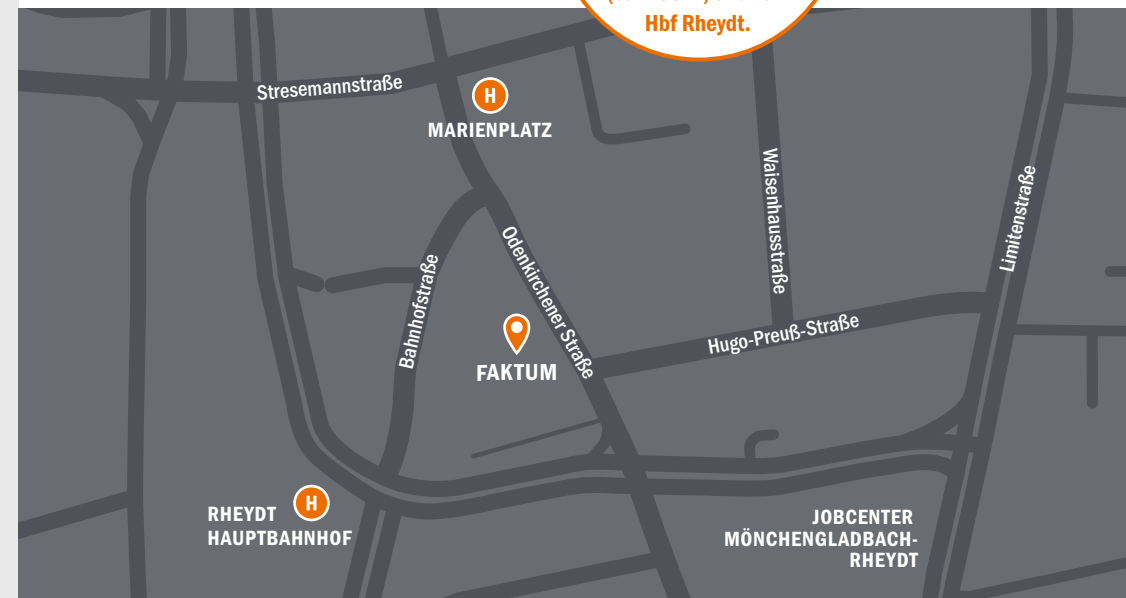 Hbf Rheydt.
Stresemannstraße
H
MARIENPLATZ
Waisenhausstraße
Limitenstraße
Odenkirchener Straße
Bahnhofstraße
Hugo-Preuß-Straße
FAKTUM
H
RHEYDT
HAUPTBAHNHOF
JOBCENTER
MÖNCHENGLADBACH-
RHEYDT